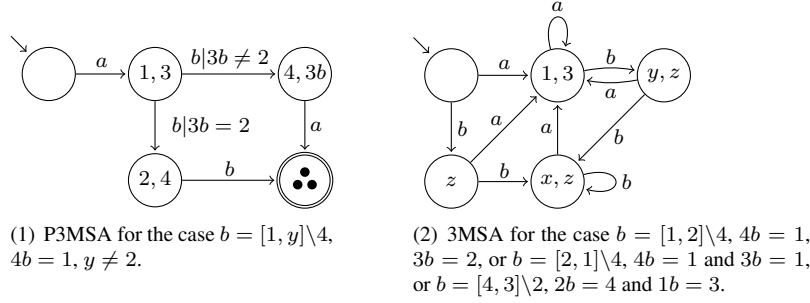 a
1, 3
b|3b ≠ 2
4, 3b
b|3b = 2
a
2, 4
b
(1) P3MSA for the case b = [1, y]\4,
4b = 1, y ≠ 2.
a
a
1, 3
b
a
y, z
b
a
a
b
z
b
x, z
b
(2) 3MSA for the case b = [1, 2]\4, 4b = 1,
3b = 2, or b = [2, 1]\4, 4b = 1 and 3b = 1,
or b = [4, 3]\2, 2b = 4 and 1b = 3.